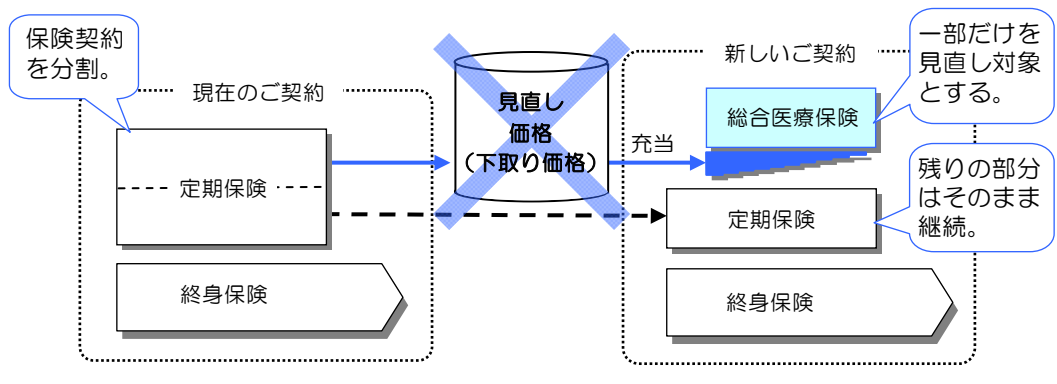 保険契約
を分割。
現在のご契約
定期保険
終身保険
見直し
価格
（下取り価格）
充当
新しいご契約
一部だけを
見直し対象
とする。
総合医療保険
残りの部分
はそのまま
継続。
定期保険
終身保険